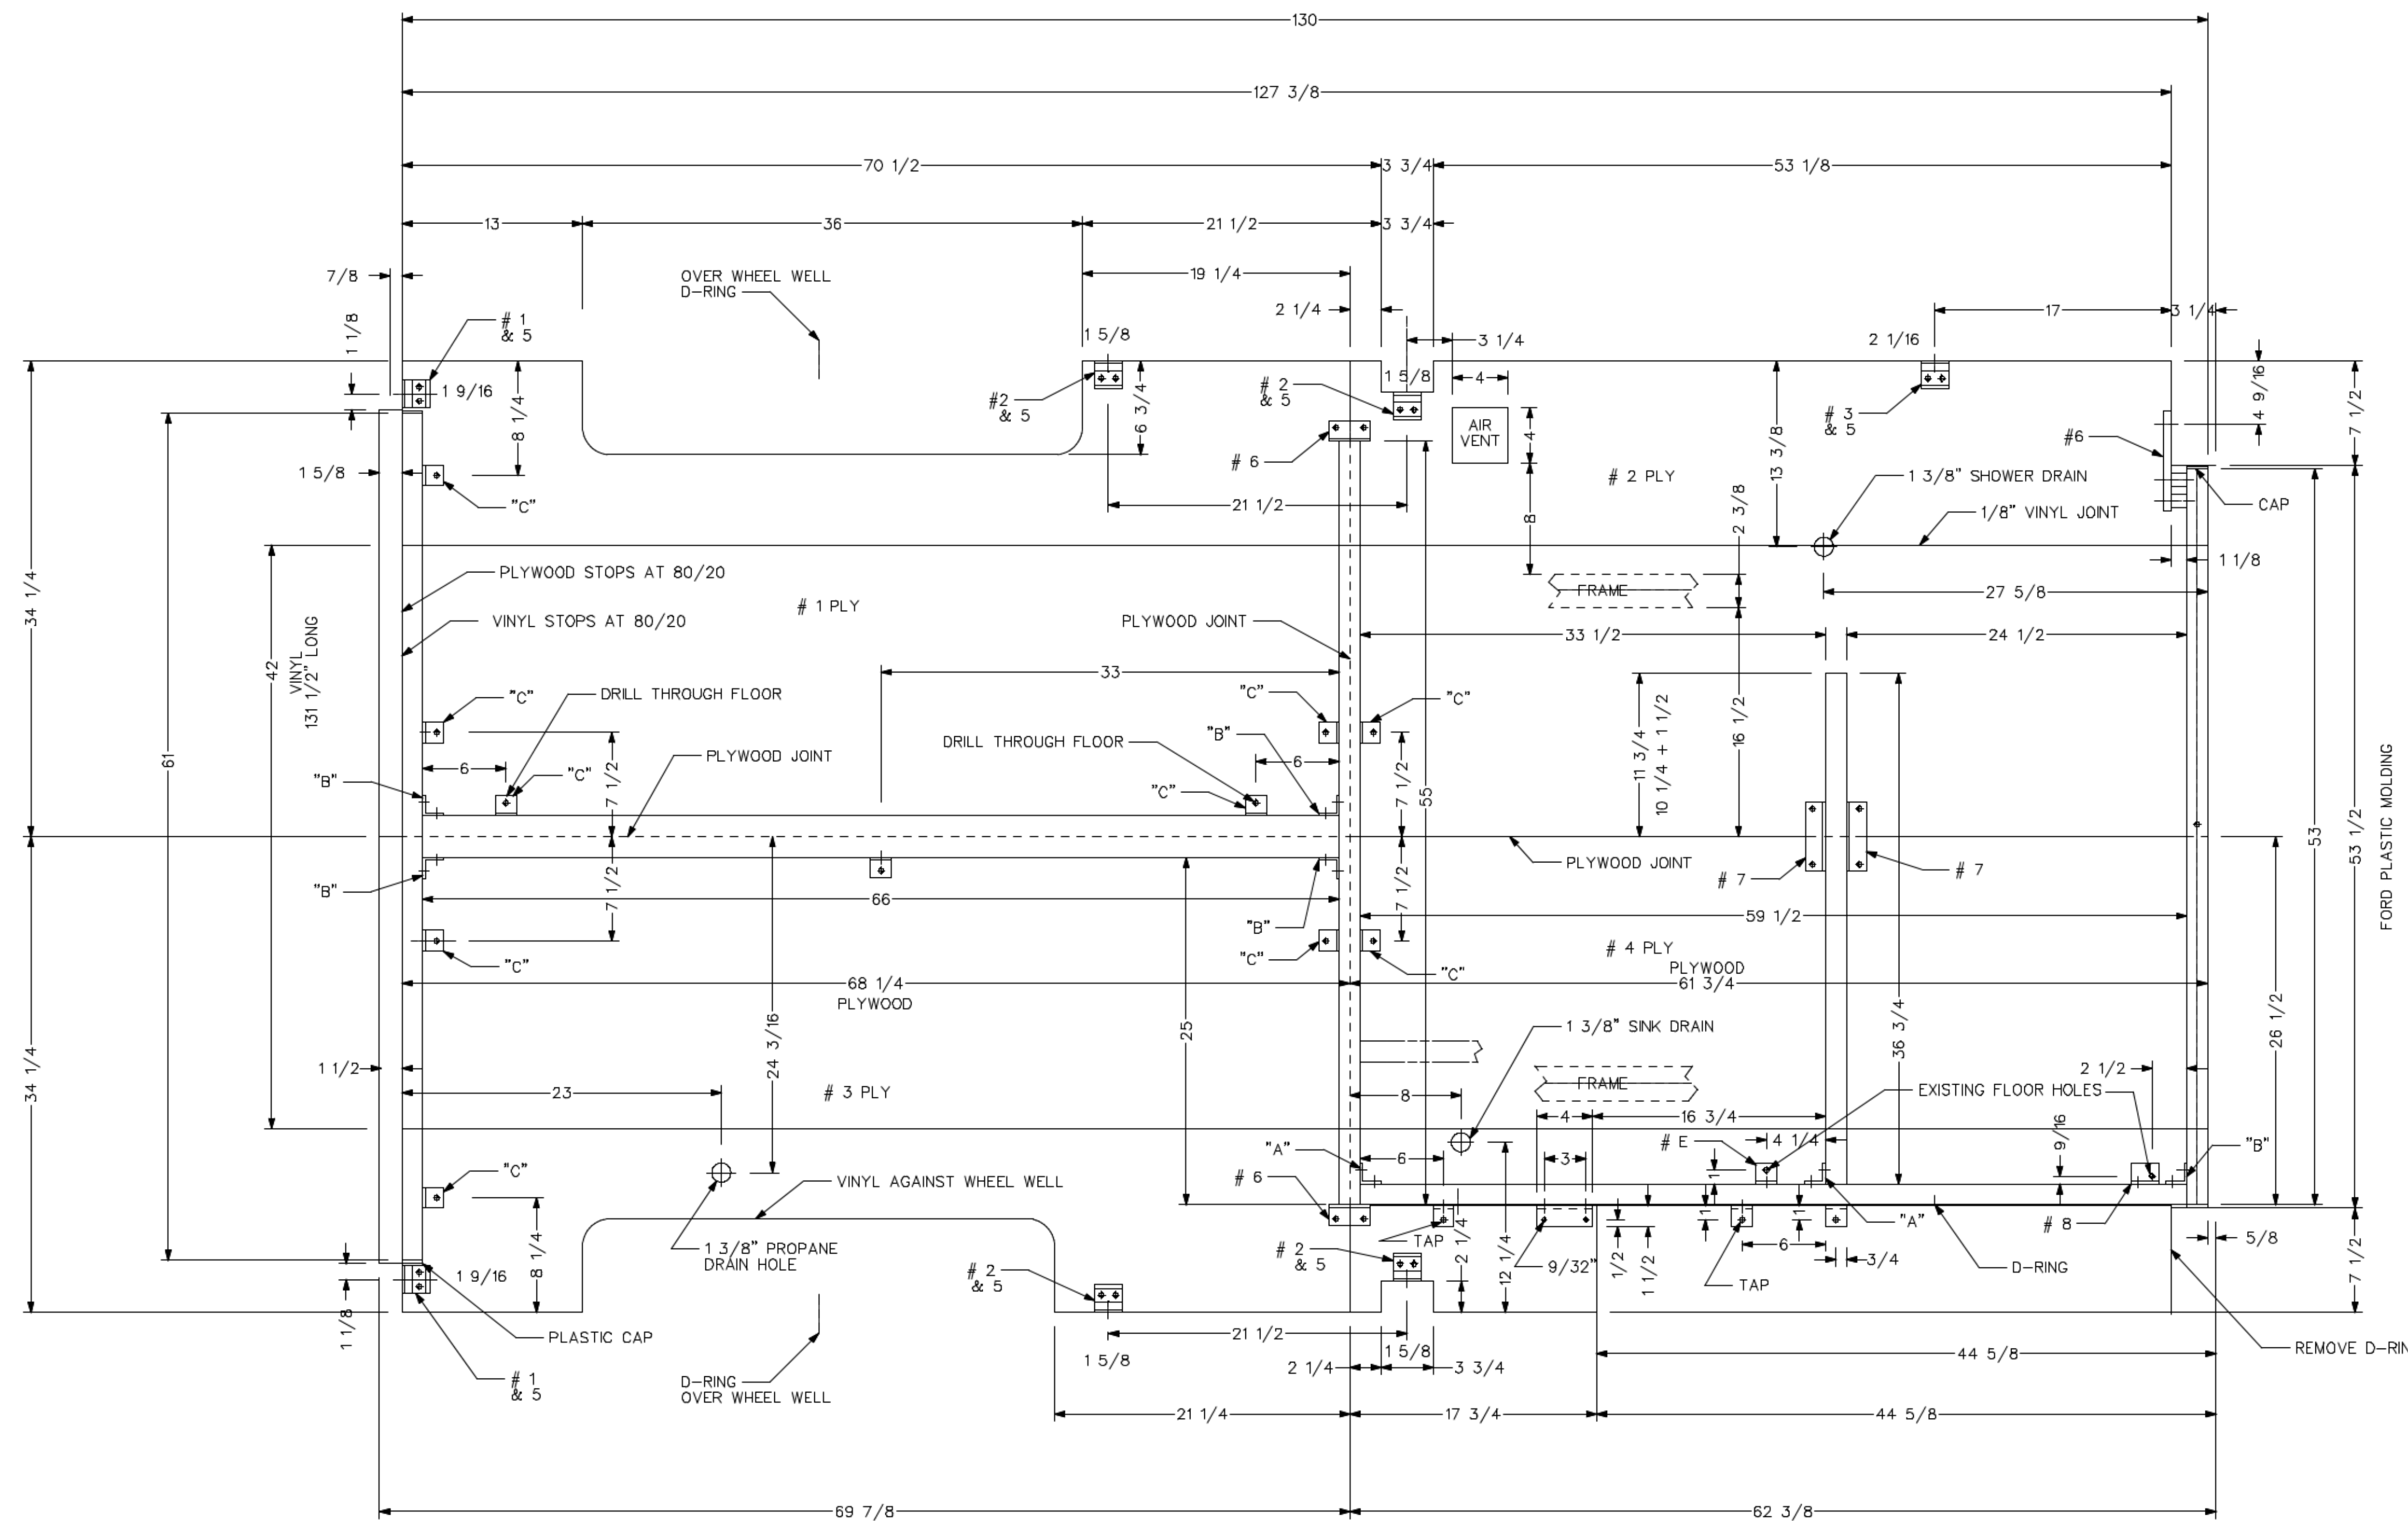 130
127 3/8
70 1/2
3 3/4
53 1/8
13
36
21 1/2
3 3/4
7/8
OVER WHEEL WELL
D-RING
19 1/4
2 1/4
17
3 1/4
1 1/8
# 1
& 5
1 5/8
3 1/4
2 1/16
1 9/16
8 1/4
#2
& 5
6 3/4
# 2
& 5
1 5/8
4
AIR
VENT
4
13 3/8
# 3
& 5
4 9/16
7 1/2
#6
1 5/8
"C"
# 6
21 1/2
8
# 2 PLY
2 3/8
1 3/8" SHOWER DRAIN
1/8" VINYL JOINT
CAP
34 1/4
PLYWOOD STOPS AT 80/20
# 1 PLY
VINYL STOPS AT 80/20
PLYWOOD JOINT
FRAME
1 1/8
27 5/8
33 1/2
24 1/2
42
VINYL
131 1/2" LONG
33
"C"
DRILL THROUGH FLOOR
"C"
"C"
11 3/4
10 1/4 + 1 1/2
16 1/2
61
DRILL THROUGH FLOOR
"B"
PLYWOOD JOINT
6
"C"
7 1/2
6
"C"
7 1/2
55
"B"
FORD PLASTIC MOLDING
53 1/2
53
PLYWOOD JOINT
"B"
7 1/2
66
7 1/2
# 7
# 7
59 1/2
"B"
"C"
"C"
"C"
# 4 PLY
PLYWOOD
61 3/4
68 1/4
PLYWOOD
25
36 3/4
26 1/2
34 1/4
1 1/2
24 3/16
23
# 3 PLY
1 3/8" SINK DRAIN
8
FRAME
2 1/2
EXISTING FLOOR HOLES
4
16 3/4
# E
4 1/4
9/16
"B"
"A"
6
3
1
"C"
VINYL AGAINST WHEEL WELL
# 6
8 1/4
1 3/8" PROPANE
DRAIN HOLE
TAP
2 1/4
12 1/4
9/32"
1/2
1 1/2
1
1
6
TAP
3/4
"A"
# 8
D-RING
5/8
7 1/2
1 9/16
1 1/8
# 2
& 5
# 2
& 5
PLASTIC CAP
# 1
& 5
D-RING
OVER WHEEL WELL
1 5/8
21 1/2
1 5/8
2 1/4
3 3/4
44 5/8
REMOVE D-RIN
21 1/4
17 3/4
44 5/8
69 7/8
62 3/8